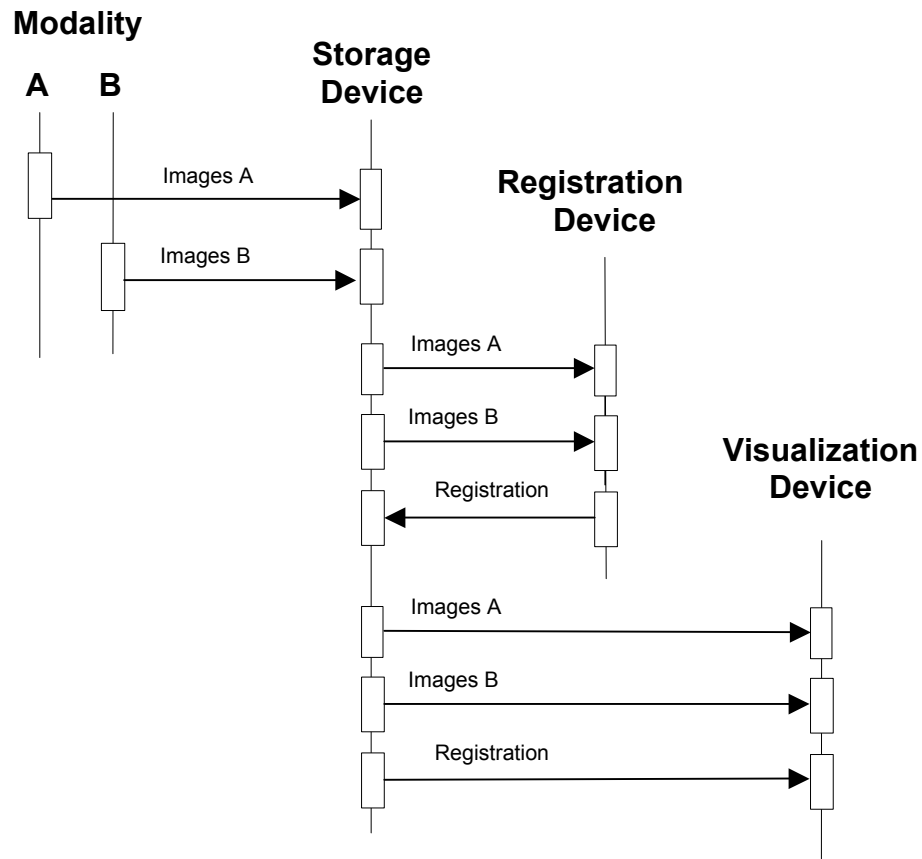 Modality
A
B
Storage
Device
Images A
Registration
Device
Images B
Images A
Images B
Visualization
Device
Registration
Images A
Images B
Registration